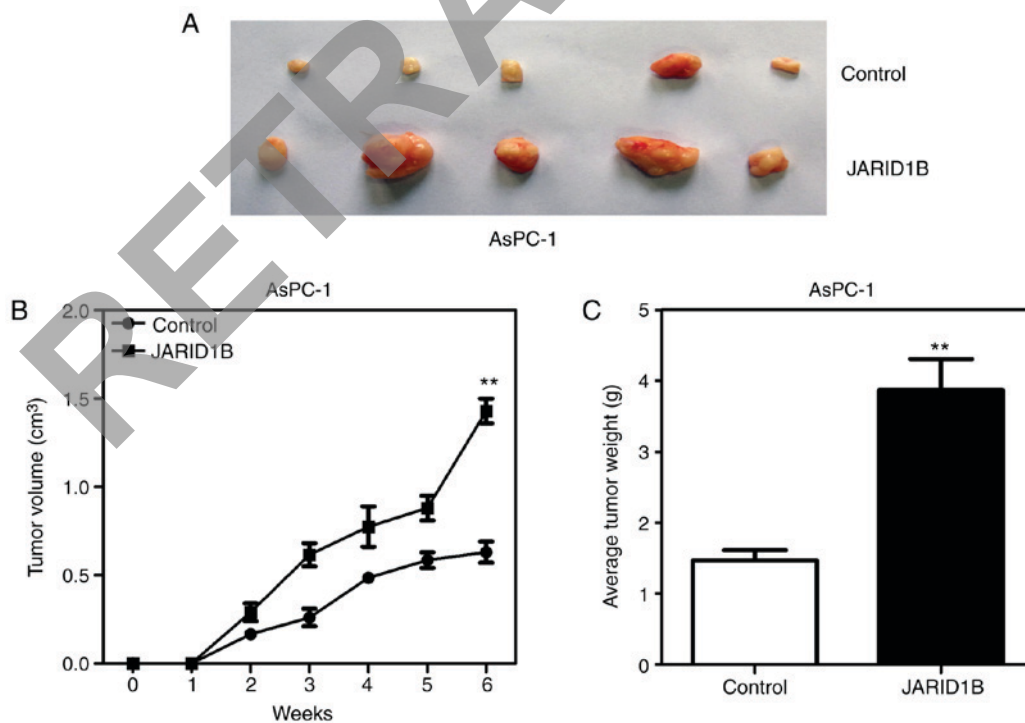 A
Control
JARID1B
AsPC-1
B
AsPC-1
Control
JARID1B
**
Tumor volume (cm³)
2.0
1.5
1.0
0.5
0.0
0
1
2
3
4
5
6
Weeks
C
AsPC-1
**
Average tumor weight (g)
5
4
3
2
1
0
Control
JARID1B
RETRA